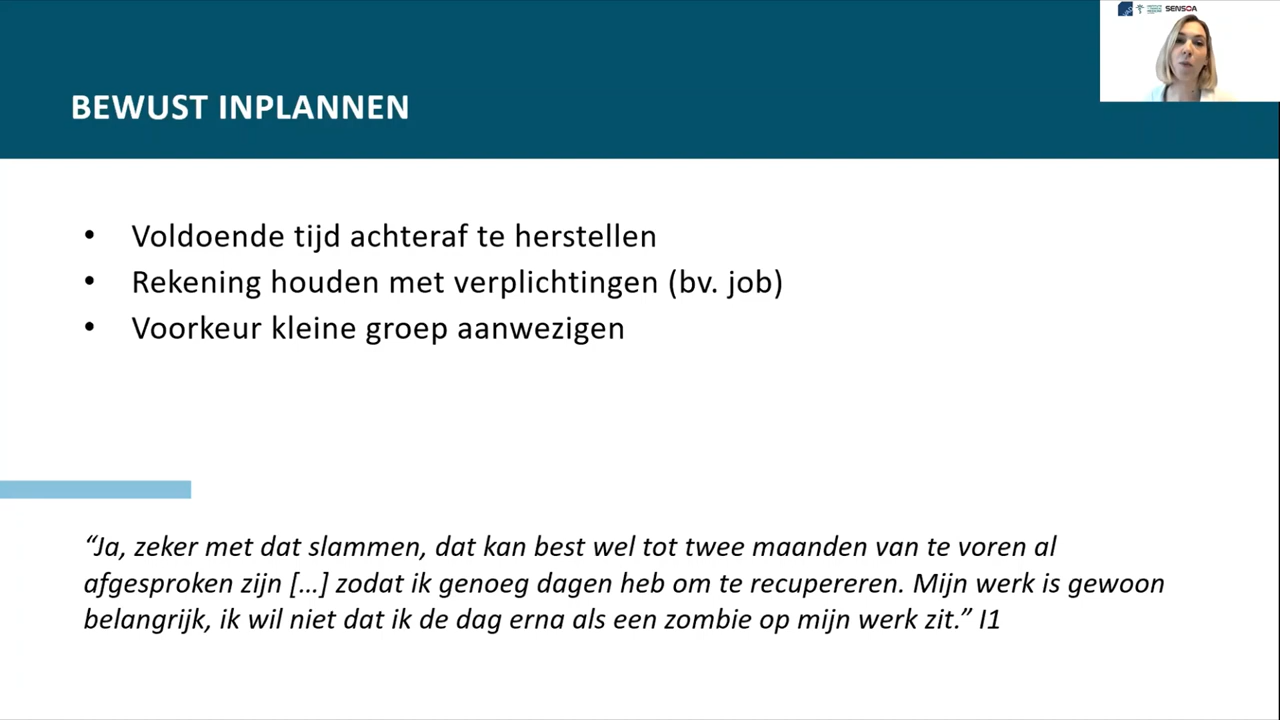 SENSOA
BEWUST INPLANNEN
• Voldoende tijd achteraf te herstellen
• Rekening houden met verplichtingen (bv. job)
• Voorkeur kleine groep aanwezigen
“Ja, zeker met dat slammen, dat kan best wel tot twee maanden van te voren al
afgesproken zijn […] zodat ik genoeg dagen heb om te recupereren. Mijn werk is gewoon
belangrijk, ik wil niet dat ik de dag erna als een zombie op mijn werk zit.” I1